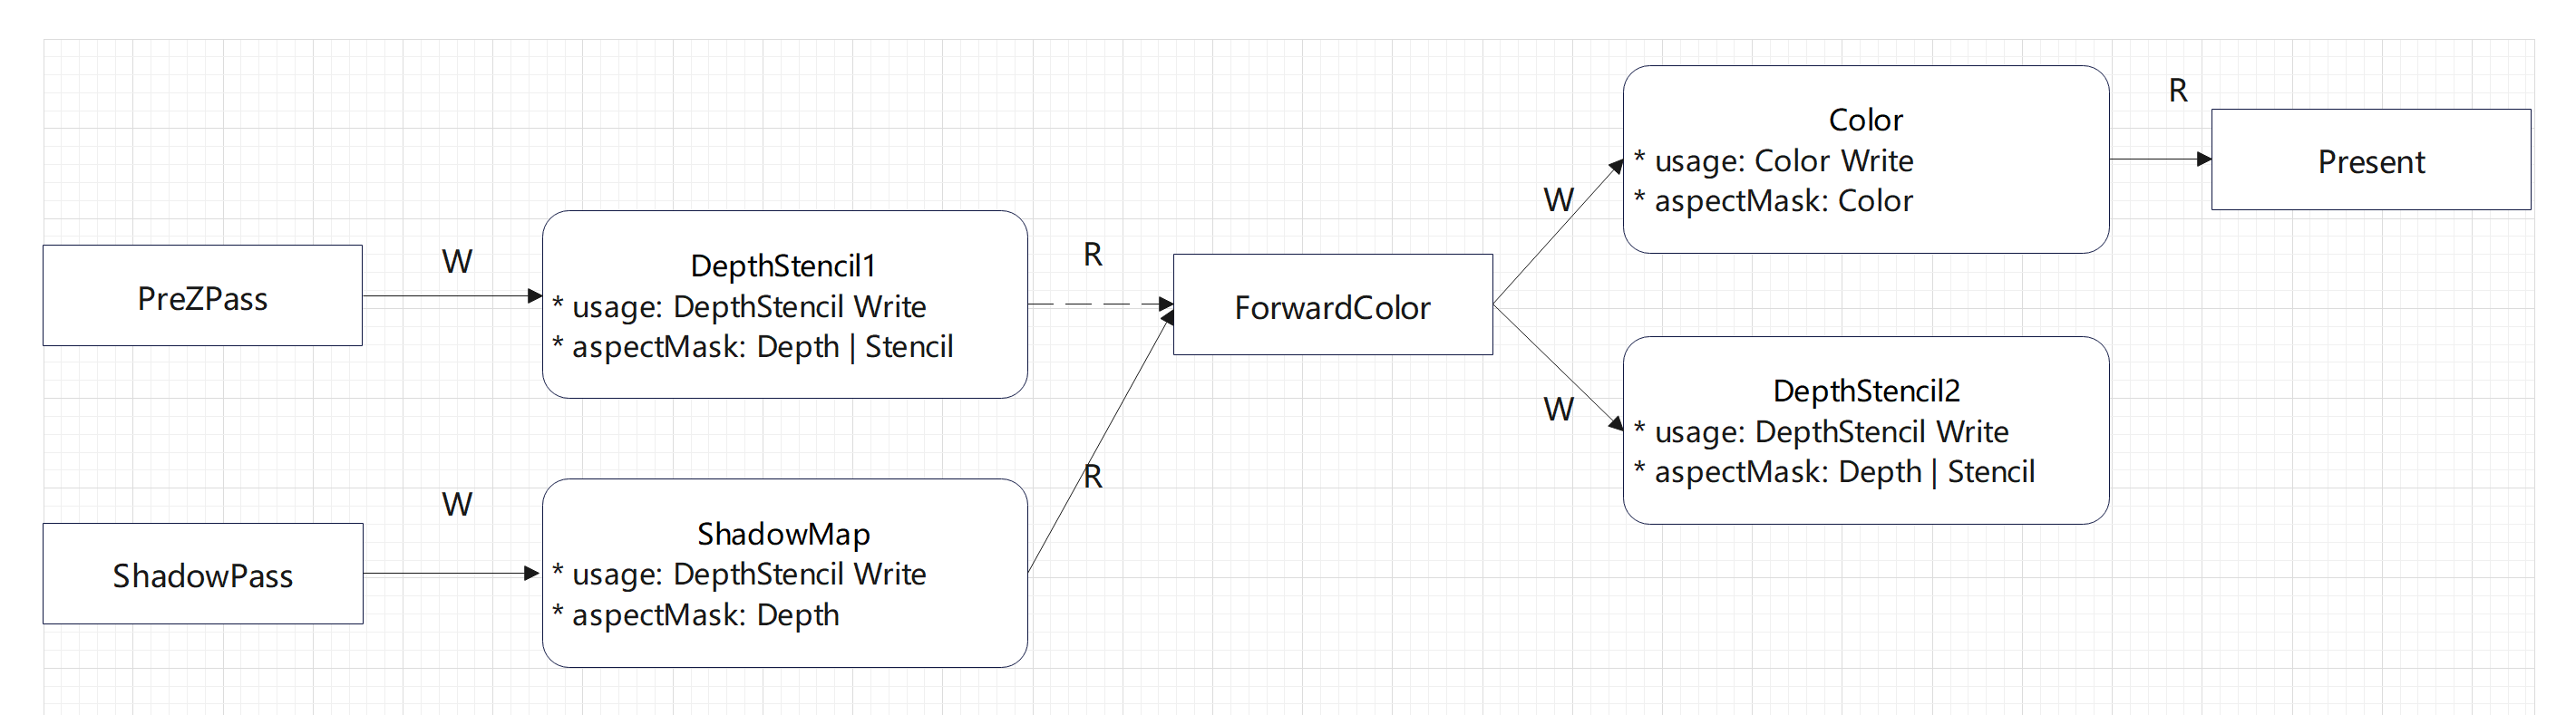 PreZPass
W
DepthStencil1
* usage: DepthStencil Write
* aspectMask: Depth | Stencil
R
ShadowPass
W
ShadowMap
* usage: DepthStencil Write
* aspectMask: Depth
R
ForwardColor
W
Color
* usage: Color Write
* aspectMask: Color
R
Present
W
DepthStencil2
* usage: DepthStencil Write
* aspectMask: Depth | Stencil